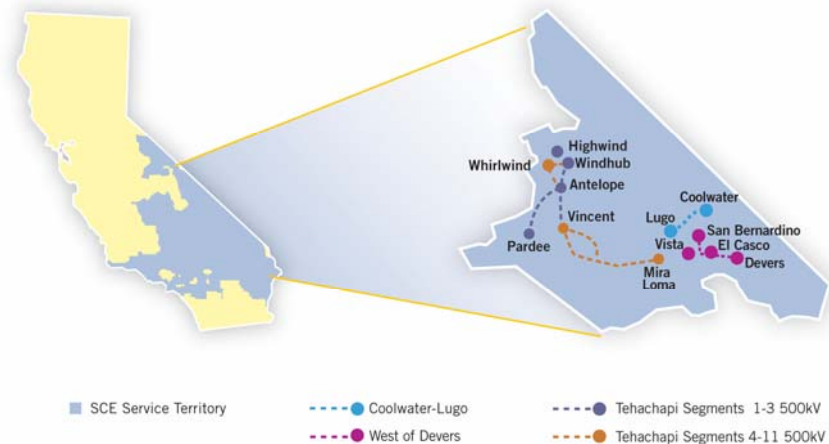 Highwind
Whirlwind
Windhub
Antelope
Coolwater
Vincent
Lugo
San Bernardino
Pardee
Vista
El Casco
Devers
Mira
Loma
SCE Service Territory
Coolwater-Lugo
Tehachapi Segments 1-3 500kV
West of Devers
Tehachapi Segments 4-11 500kV